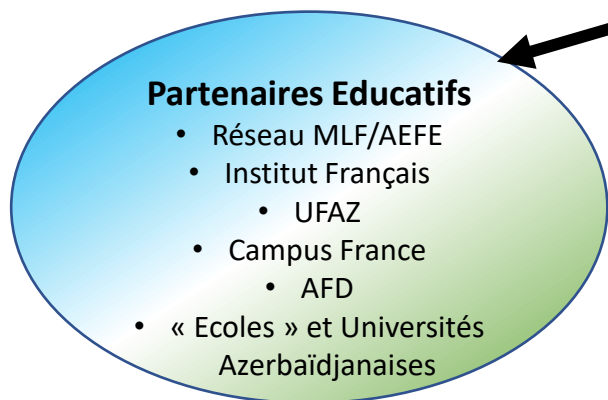 Partenaires Educatifs
• Réseau MLF/AEFE
• Institut Français
• UFAZ
• Campus France
• AFD
• « Ecoles » et Universités
Azerbaïdjanaises